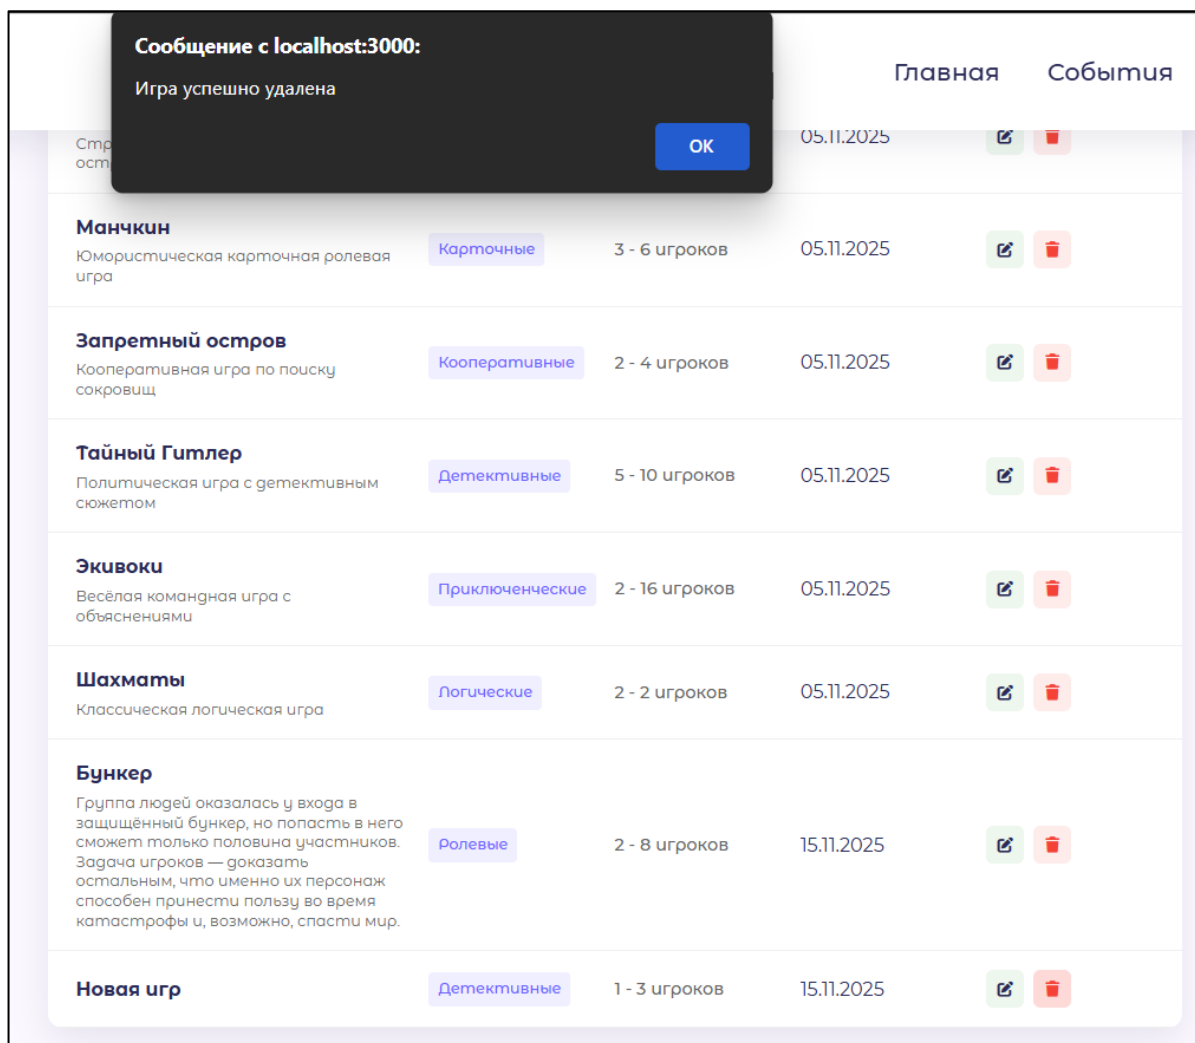 Сообщение с localhost:3000:
Игра успешно удалена
OK
Главная События
05.11.2025
Манчкин
Юмористическая карточная ролевая
игра
Карточные
3 - 6 игроков
05.11.2025
Запретный остров
Кооперативная игра по поиску
сокровищ
Кооперативные
2 - 4 игроков
05.11.2025
Тайный Гитлер
Политическая игра с детективным
сюжетом
Детективные
5 - 10 игроков
05.11.2025
Экивоки
Весёлая командная игра с
объяснениями
Приключенческие
2 - 16 игроков
05.11.2025
Шахматы
Классическая логическая игра
Логические
2 - 2 игроков
05.11.2025
Бункер
Группа людей оказалась у входа в
защищённый бункер, но попасть в него
сможет только половина участников.
Задача игроков — доказать
остальным, что именно их персонаж
способен принести пользу во время
катастрофы и, возможно, спасти мир.
Ролевые
2 - 8 игроков
15.11.2025
Новая игр
Детективные
1 - 3 игроков
15.11.2025